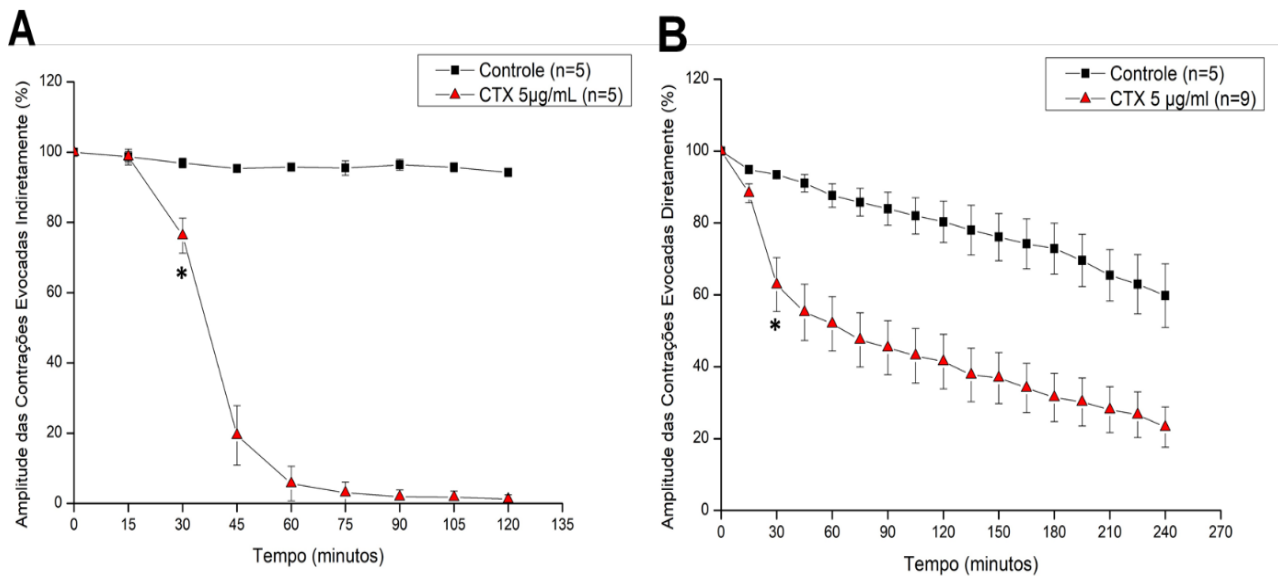 A
Controle (n=5)
CTX 5µg/mL (n=5)
Amplitude das Contrações Evocadas Indiretamente (%)
120
100
80
60
40
20
0
*
0 15 30 45 60 75 90 105 120 135
Tempo (minutos)
B
Controle (n=5)
CTX 5 µg/ml (n=9)
Amplitude das Contrações Evocadas Diretamente (%)
120
100
80
60
40
20
0
*
0 30 60 90 120 150 180 210 240 270
Tempo (minutos)